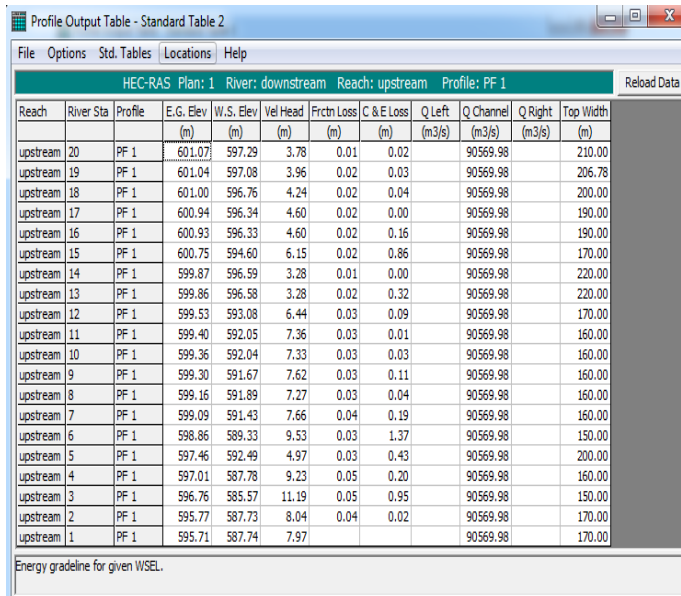 Profile Output Table - Standard Table 2
X
File Options Std. Tables Locations Help
HEC-RAS Plan: 1 River: downstream Reach: upstream Profile: PF 1
Reload Data
Reach River Sta Profile E.G. Elev W.S. Elev Vel Head Frctn Loss C & E Loss Q Left Q Channel Q Right Top Width
(m) (m) (m) (m) (m) (m3/s) (m3/s) (m3/s) (m)
upstream 20 PF 1 601.07 597.29 3.78 0.01 0.02 90569.98 210.00
upstream 19 PF 1 601.04 597.08 3.96 0.02 0.03 90569.98 206.78
upstream 18 PF 1 601.00 596.76 4.24 0.02 0.04 90569.98 200.00
upstream 17 PF 1 600.94 596.34 4.60 0.02 0.00 90569.98 190.00
upstream 16 PF 1 600.93 596.33 4.60 0.02 0.16 90569.98 190.00
upstream 15 PF 1 600.75 594.60 6.15 0.02 0.86 90569.98 170.00
upstream 14 PF 1 599.87 596.59 3.28 0.01 0.00 90569.98 220.00
upstream 13 PF 1 599.86 596.58 3.28 0.02 0.32 90569.98 220.00
upstream 12 PF 1 599.53 593.08 6.44 0.03 0.09 90569.98 170.00
upstream 11 PF 1 599.40 592.05 7.36 0.03 0.01 90569.98 160.00
upstream 10 PF 1 599.36 592.04 7.33 0.03 0.03 90569.98 160.00
upstream 9 PF 1 599.30 591.67 7.62 0.03 0.11 90569.98 160.00
upstream 8 PF 1 599.16 591.89 7.27 0.03 0.04 90569.98 160.00
upstream 7 PF 1 599.09 591.43 7.66 0.04 0.19 90569.98 160.00
upstream 6 PF 1 598.86 589.33 9.53 0.03 1.37 90569.98 150.00
upstream 5 PF 1 597.46 592.49 4.97 0.03 0.43 90569.98 200.00
upstream 4 PF 1 597.01 587.78 9.23 0.05 0.20 90569.98 160.00
upstream 3 PF 1 596.76 585.57 11.19 0.05 0.95 90569.98 150.00
upstream 2 PF 1 595.77 587.73 8.04 0.04 0.02 90569.98 170.00
upstream 1 PF 1 595.71 587.74 7.97 90569.98 170.00
Energy gradeline for given WSEL.